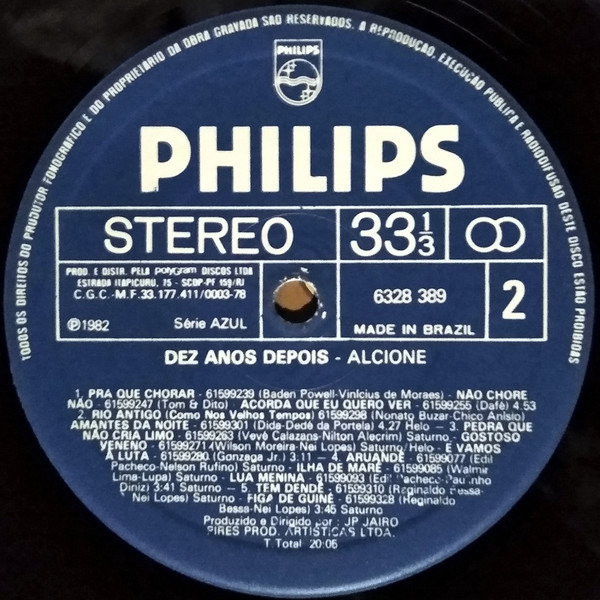 TODOS OS DIREITOS DO PRODUTOR FONOGRÁFICO E DO PROPRIETÁRIO DA OBRA GRAVADA SÃO RESERVADOS. A REPRODUÇÃO, EXECUÇÃO PÚBLICA E RADIODIFUSÃO DESTE DISCO ESTÃO PROIBIDAS
PHILIPS
PHILIPS
STEREO
33 1/3
PROD. E DISTR. PELA polyGram DISCOS LTDA
ESTRADA ITAPICURU, 75 - SCDP-PF 159/RJ
C.G.C.-M.F.33.177.411/0003-78
℗1982 Série AZUL
6328 389
MADE IN BRAZIL
2
DEZ ANOS DEPOIS - ALCIONE
1. PRA QUE CHORAR - 61599239 (Baden Powell-Vinícius de Moraes) - NÃO CHORE
NÃO - 61599247 (Tom & Dito) - ACORDA QUE EU QUERO VER - 61599255 (Dafé) 4.53
2. RIO ANTIGO (Como Nos Velhos Tempos) 61599298 (Nonato Buzar-Chico Anísio)
AMANTES DA NOITE - 61599301 (Dida-Dedé da Portela) 4.27 Helo — 3. PEDRA QUE
NÃO CRIA LIMO - 61599263 (Vevé Calazans-Nilton Alecrim) Saturno - GOSTOSO
VENENO - 61599271 (Wilson Moreira-Nei Lopes) Saturno/Helo - E VAMOS
À LUTA - 61599280 (Gonzaga Jr.) 3:11 — 4. ARUANDÊ - 61599077 (Edil
Pacheco-Nelson Rufino) Saturno - ILHA DE MARÉ - 61599085 (Walmir
Lima-Lupa) Saturno - LUA MENINA - 61599093 (Edil Pacheco-Paulinho
Diniz) 3:41 Saturno — 5. TEM DENDÊ - 61599310 (Reginaldo Bessa-
Nei Lopes) Saturno - FIGA DE GUINÉ - 61599328 (Reginaldo
Bessa-Nei Lopes) 3:45 Saturno
Produzido e Dirigido por: JP JAIRO
PIRES PROD. ARTÍSTICAS LTDA.
T Total 20:05